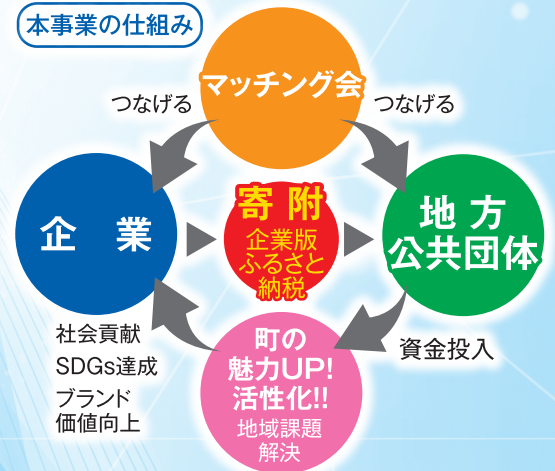 本事業の仕組み
マッチング会
つなげる
つなげる
企業
寄附
企業版
ふるさと
納税
地方
公共団体
社会貢献
SDGs達成
ブランド
価値向上
町の
魅力UP!
活性化!!
地域課題
解決
資金投入